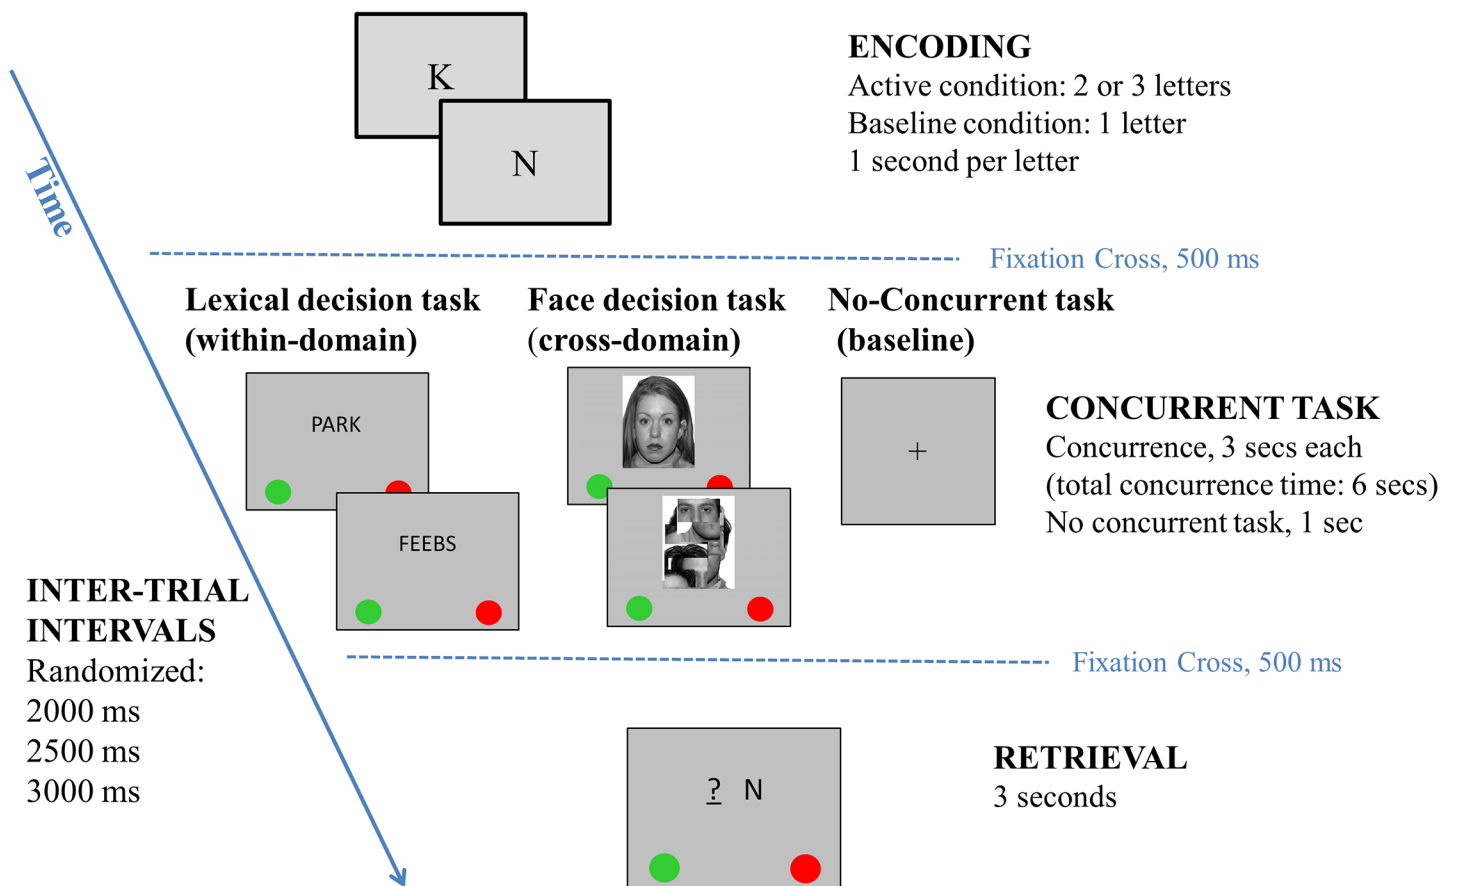 K
N
ENCODING
Active condition: 2 or 3 letters
Baseline condition: 1 letter
1 second per letter
Time
Fixation Cross, 500 ms
Lexical decision task
(within-domain)
Face decision task
(cross-domain)
No-Concurrent task
(baseline)
PARK
FEEBS
+
CONCURRENT TASK
Concurrence, 3 secs each
(total concurrence time: 6 secs)
No concurrent task, 1 sec
INTER-TRIAL
INTERVALS
Randomized:
2000 ms
2500 ms
3000 ms
Fixation Cross, 500 ms
? N
RETRIEVAL
3 seconds